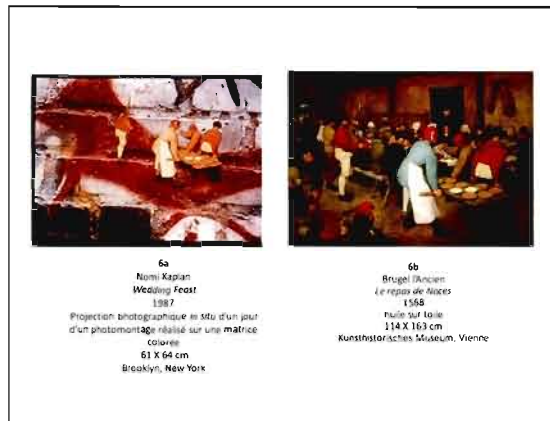 6a
Nomi Kaplan
Wedding Feast
1987
Projection photographique in situ d'un jour
d'un photomontage réalisé sur une matrice
colorée
61 X 64 cm
Brooklyn, New York
6b
Brugel l'Ancien
Le repas de Noces
1568
huile sur toile
114 X 163 cm
Kunsthistorisches Museum, Vienne